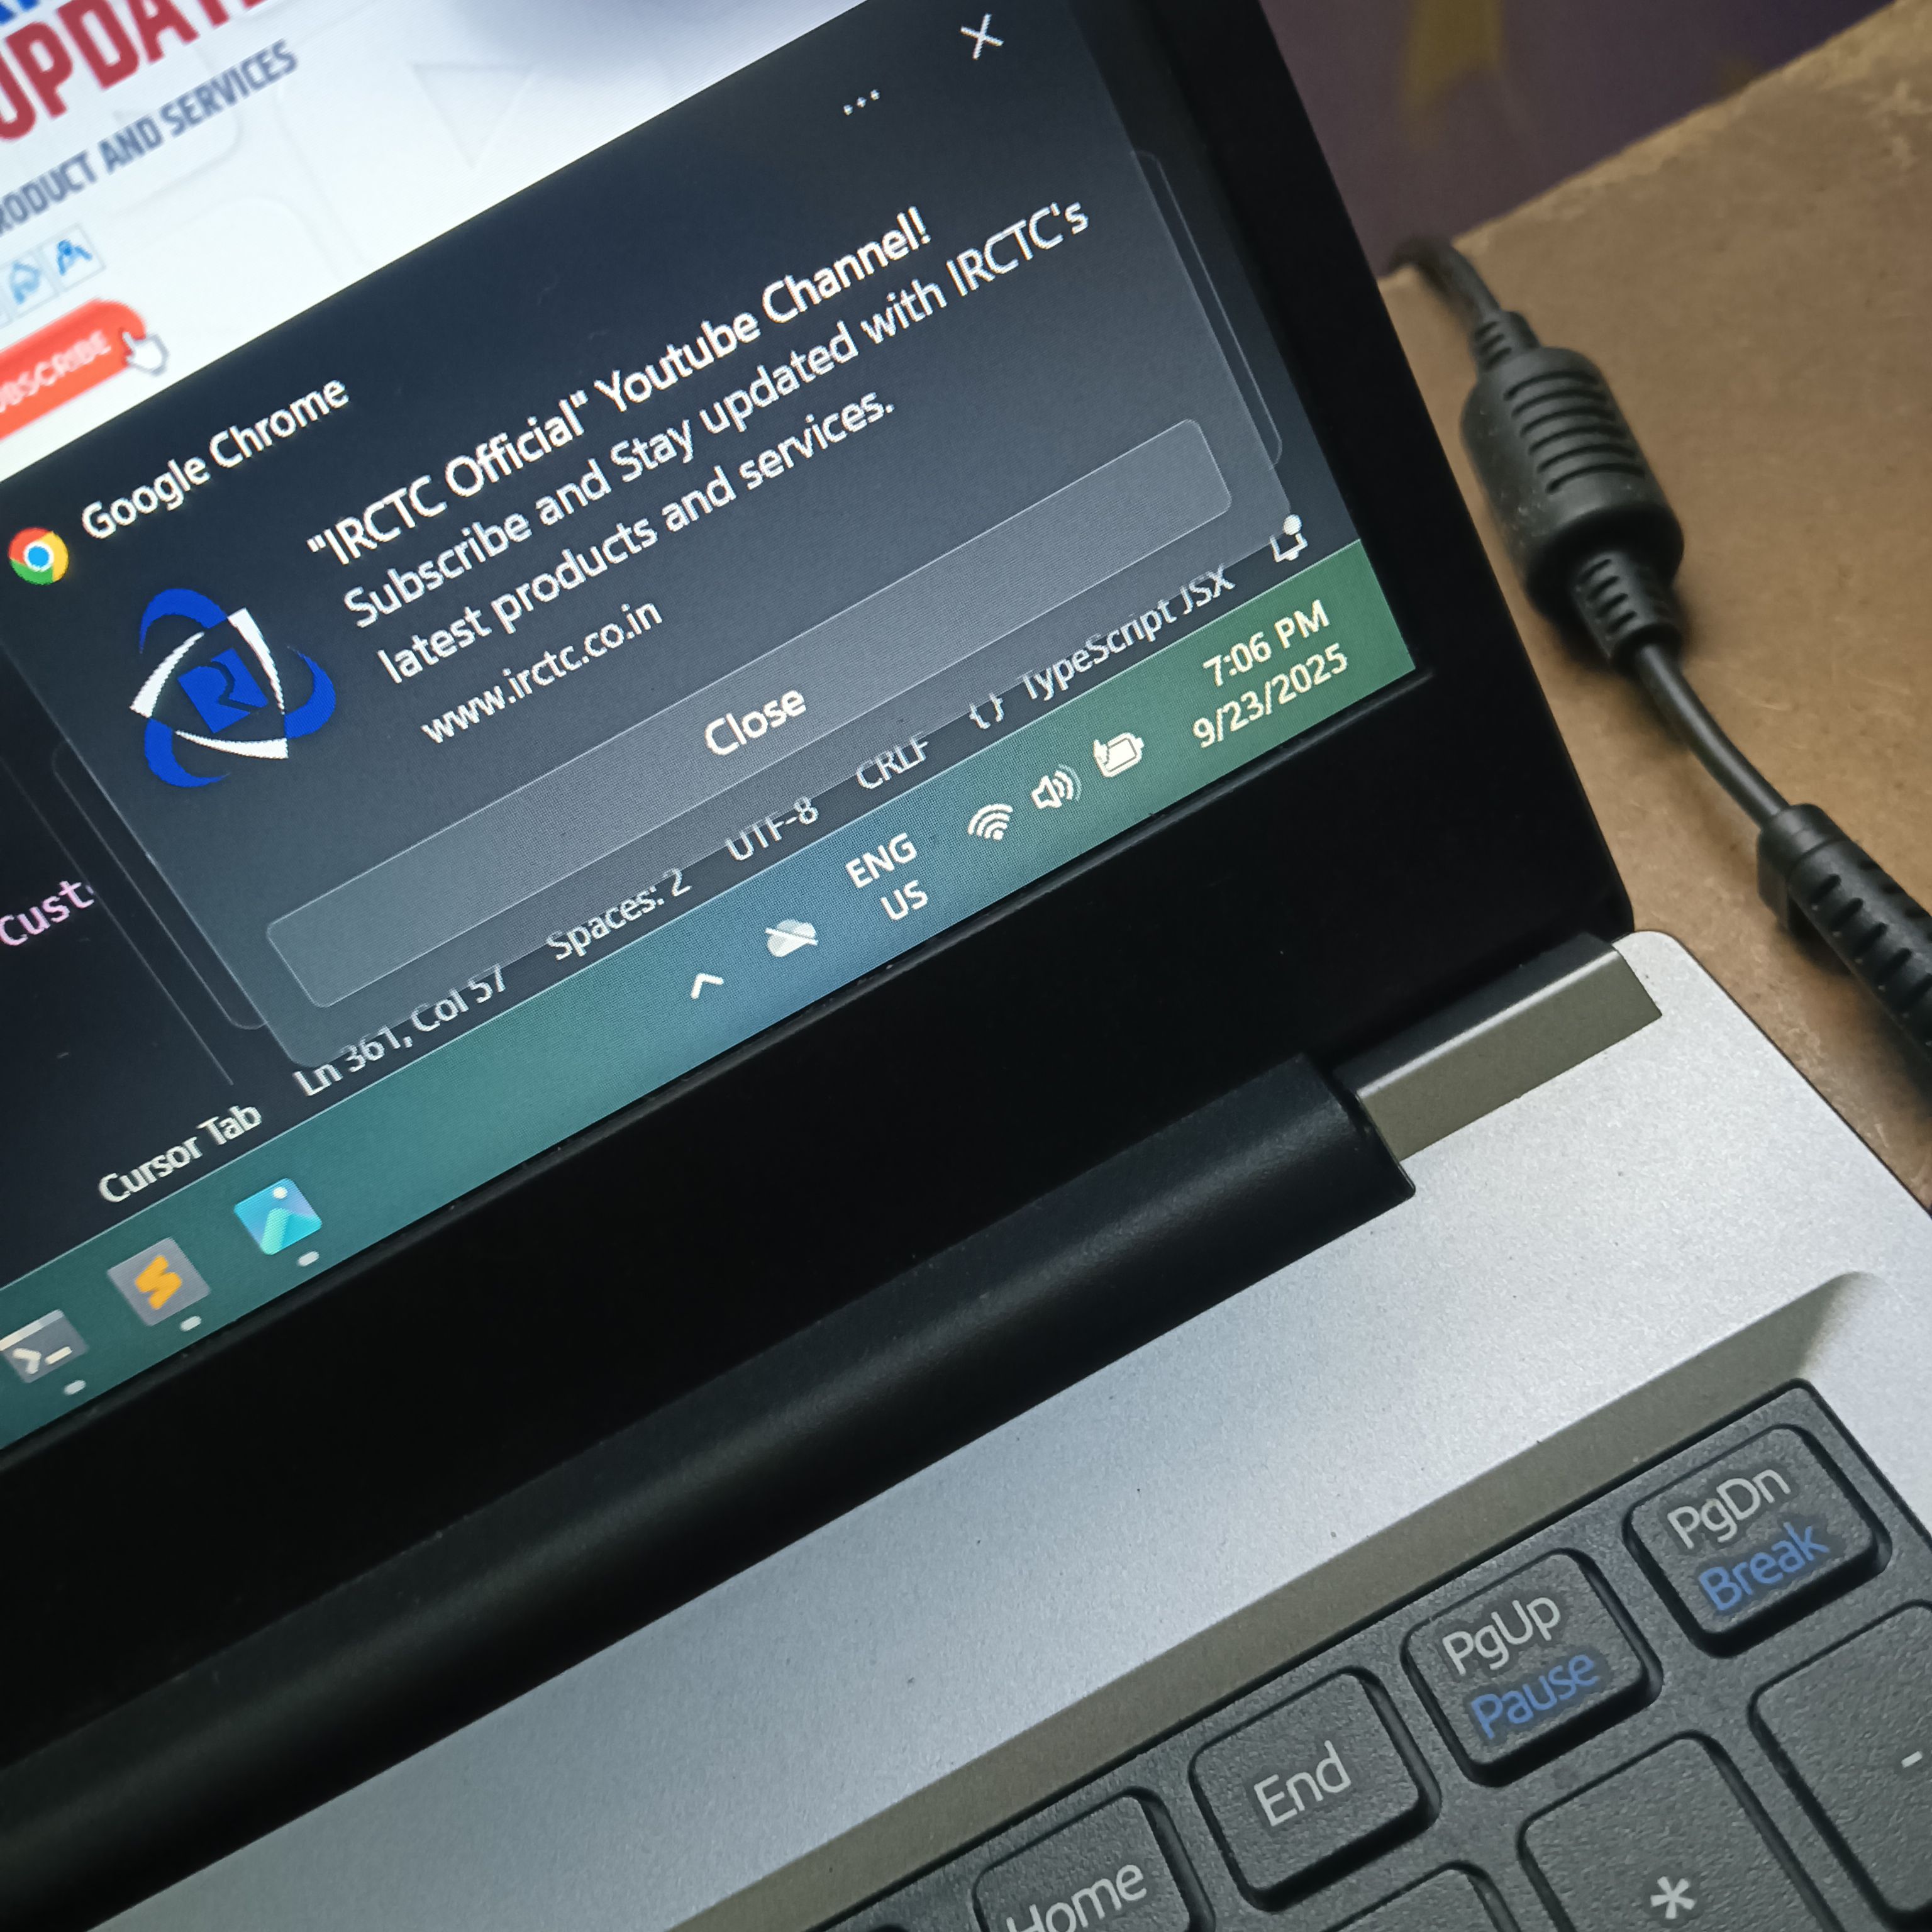 UPDAT
PRODUCT AND SERVICES
SUBSCRIBE
Google Chrome
"IRCTC Official" Youtube Channel!
Subscribe and Stay updated with IRCTC's
latest products and services.
www.irctc.co.in
Close
Cust
Cursor Tab
Ln 361, Col 57
Spaces: 2
UTF-8
CRLF
{} TypeScript JSX
ENG
US
7:06 PM
9/23/2025
PgDn
Break
PgUp
Pause
End
Home
*
-